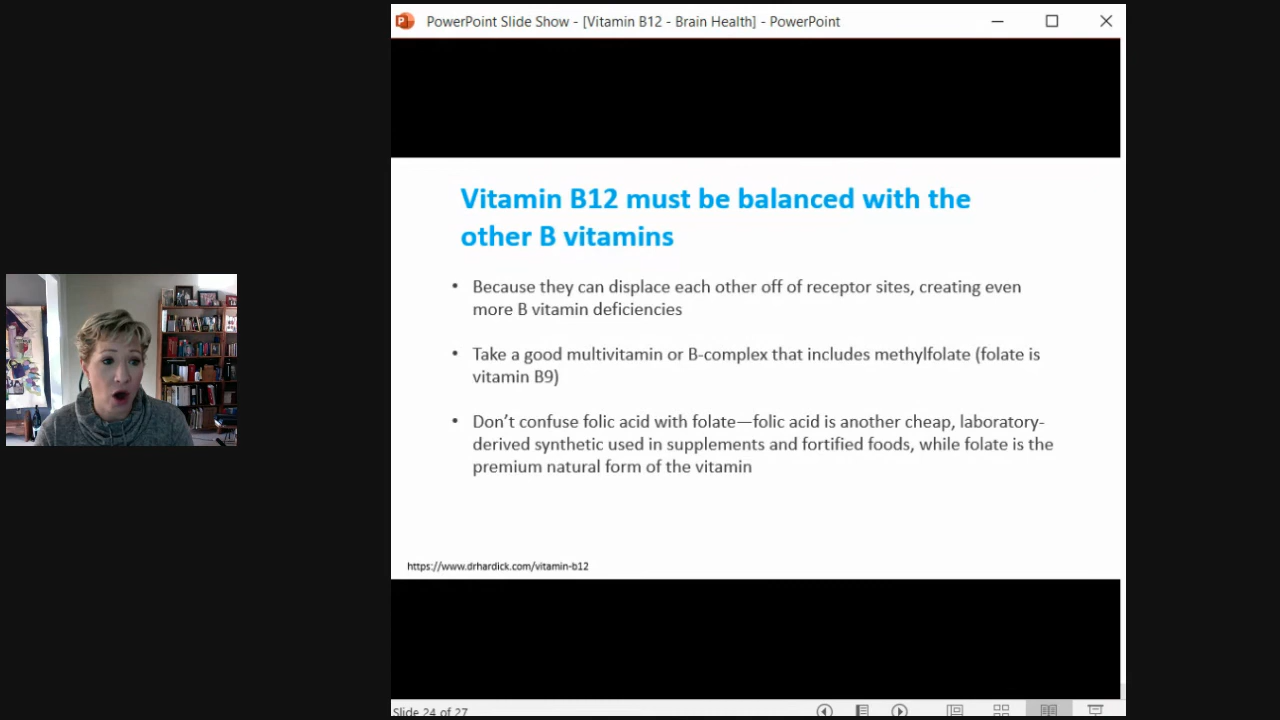 PowerPoint Slide Show - [Vitamin B12 - Brain Health] - PowerPoint
Vitamin B12 must be balanced with the
other B vitamins
• Because they can displace each other off of receptor sites, creating even
more B vitamin deficiencies
• Take a good multivitamin or B-complex that includes methylfolate (folate is
vitamin B9)
• Don’t confuse folic acid with folate—folic acid is another cheap, laboratory-
derived synthetic used in supplements and fortified foods, while folate is the
premium natural form of the vitamin
https://www.drhardick.com/vitamin-b12
Slide 24 of 27